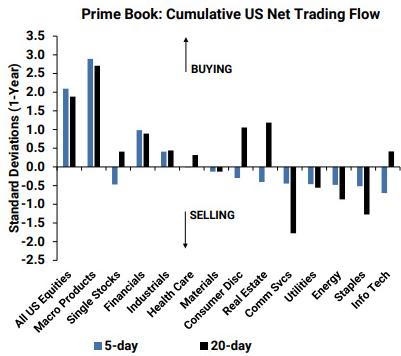 Prime Book: Cumulative US Net Trading Flow
Standard Deviations (1-Year)
3.5
3.0
2.5
2.0
1.5
1.0
0.5
0.0
-0.5
-1.0
-1.5
-2.0
-2.5
BUYING
SELLING
All US Equities
Macro Products
Single Stocks
Financials
Industrials
Health Care
Materials
Consumer Disc
Real Estate
Comm Svcs
Utilities
Energy
Staples
Info Tech
5-day
20-day